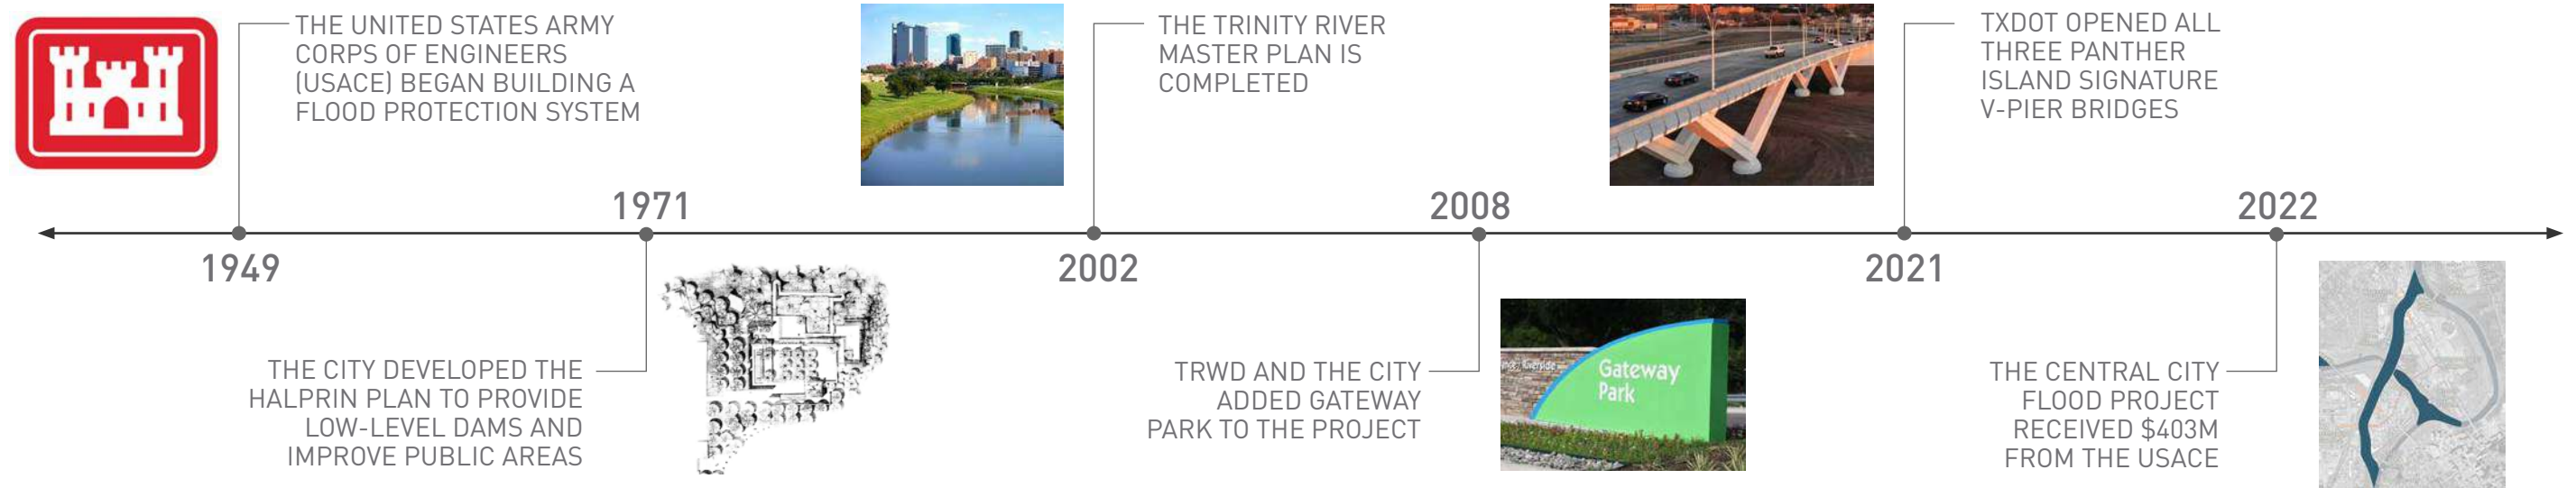 THE UNITED STATES ARMY
CORPS OF ENGINEERS
(USACE) BEGAN BUILDING A
FLOOD PROTECTION SYSTEM
1949
1971
THE CITY DEVELOPED THE
HALPRIN PLAN TO PROVIDE
LOW-LEVEL DAMS AND
IMPROVE PUBLIC AREAS
THE TRINITY RIVER
MASTER PLAN IS
COMPLETED
2002
2008
TRWD AND THE CITY
ADDED GATEWAY
PARK TO THE PROJECT
Gateway
Park
TXDOT OPENED ALL
THREE PANTHER
ISLAND SIGNATURE
V-PIER BRIDGES
2021
2022
THE CENTRAL CITY
FLOOD PROJECT
RECEIVED $403M
FROM THE USACE